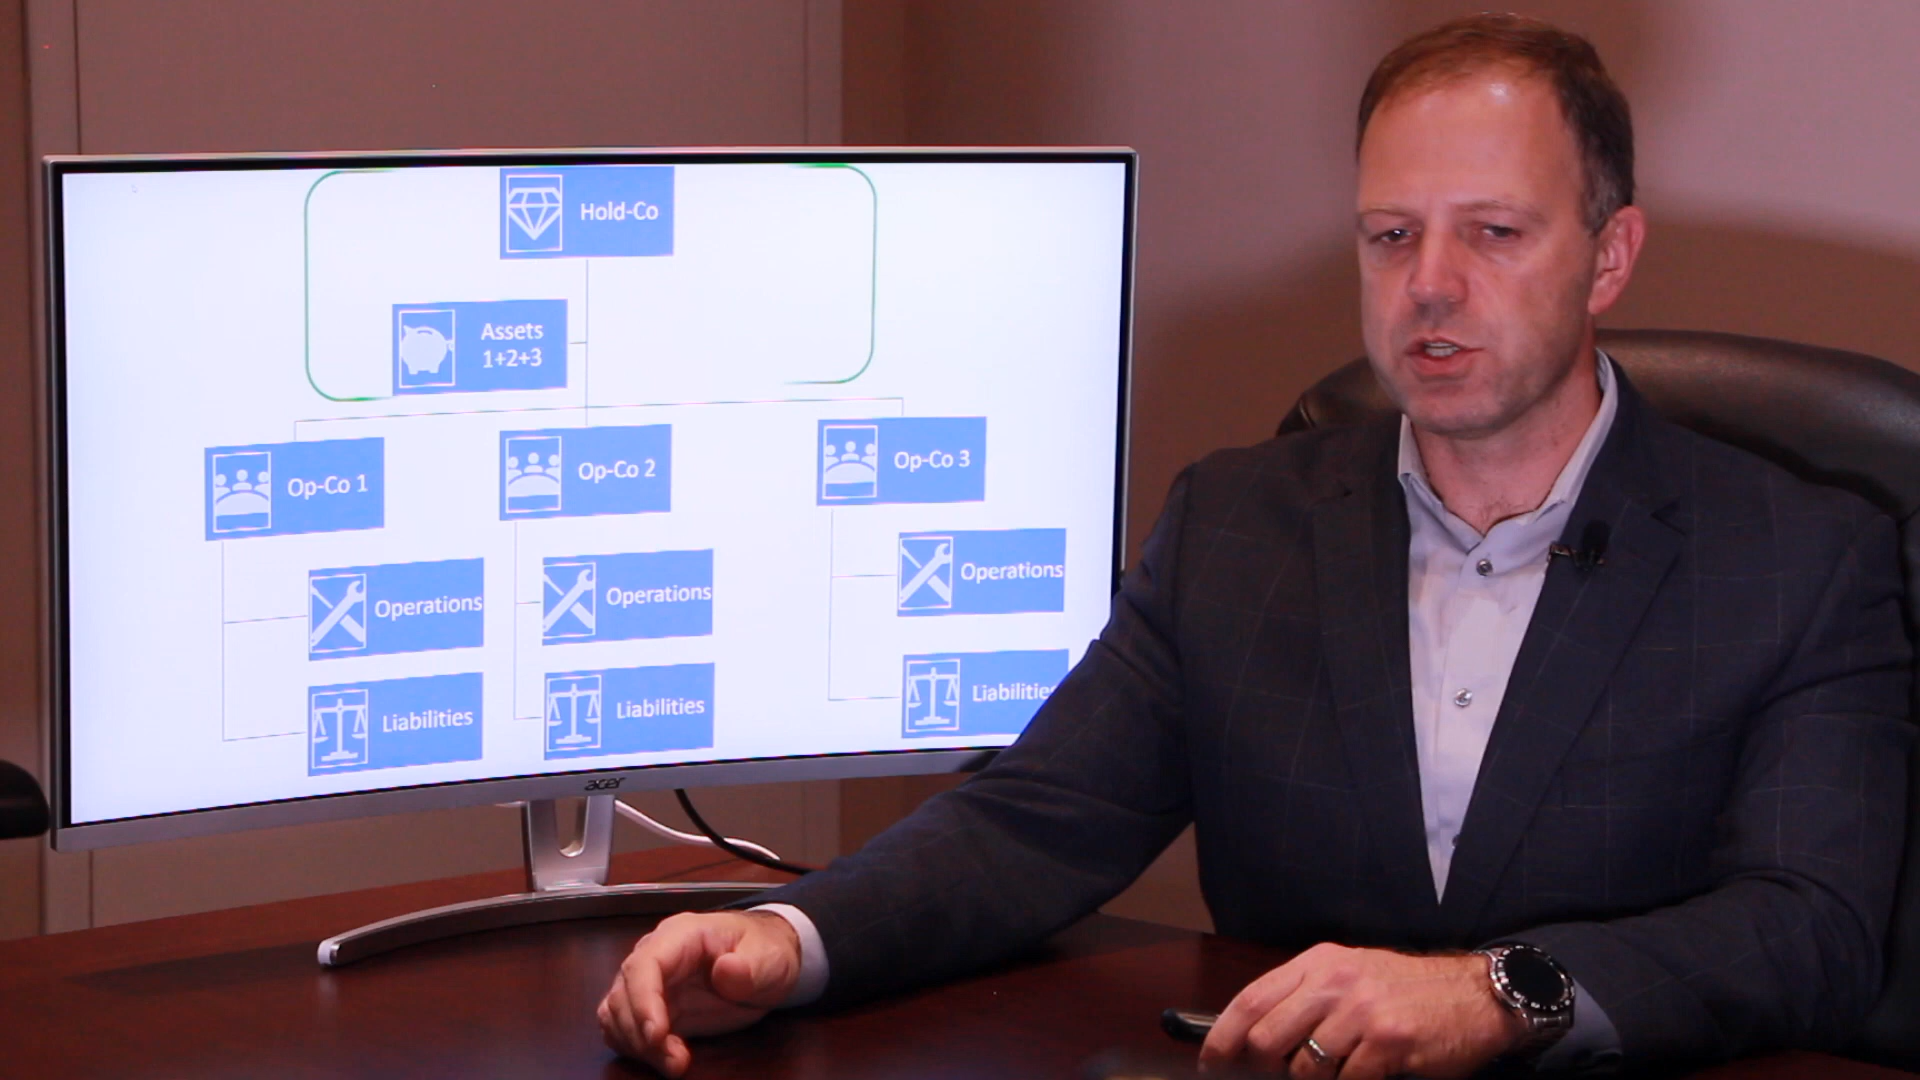 Hold-Co
Assets
1+2+3
Op-Co 1
Op-Co 2
Op-Co 3
Operations
Operations
Operations
Liabilities
Liabilities
Liabilities
acer